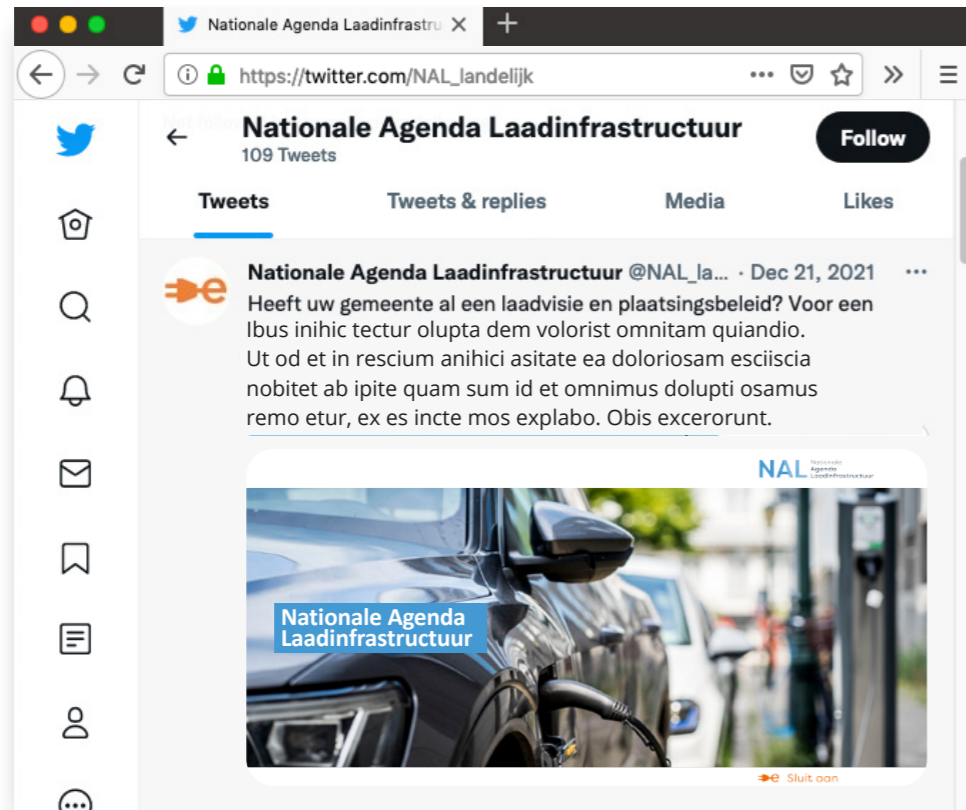 Nationale Agenda Laadinfrastru
https://twitter.com/NAL_landelijk
Nationale Agenda Laadinfrastructuur
109 Tweets
Follow
Tweets Tweets & replies Media Likes
Nationale Agenda Laadinfrastructuur @NAL_la... · Dec 21, 2021
Heeft uw gemeente al een laadvisie en plaatsingsbeleid? Voor een
Ibus inihic tectur olupta dem volorist omnitam quiandio.
Ut od et in rescium anihici asitate ea doloriosam esciiscia
nobitet ab ipite quam sum id et omnimus dolupti osamus
remo etur, ex es incte mos explabo. Obis excerorunt.
NAL Nationale
Agenda
Laadinfrastructuur
Nationale Agenda
Laadinfrastructuur
Sluit aan